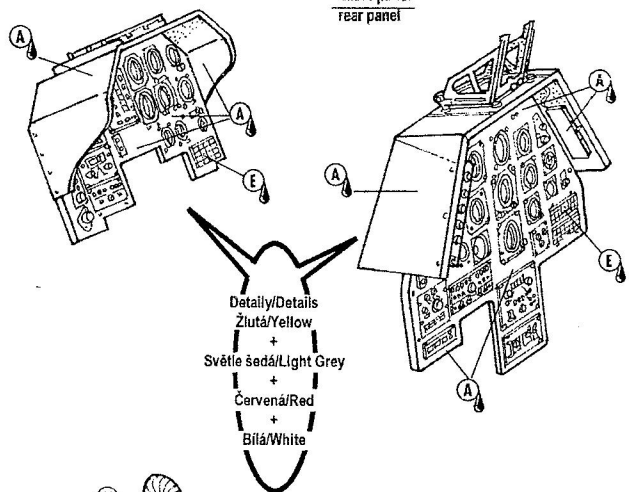 rear panel
A
A
E
A
A
E
A
Detaily/Details
Žlutá/Yellow
+
Světle šedá/Light Grey
+
Červená/Red
+
Bílá/White